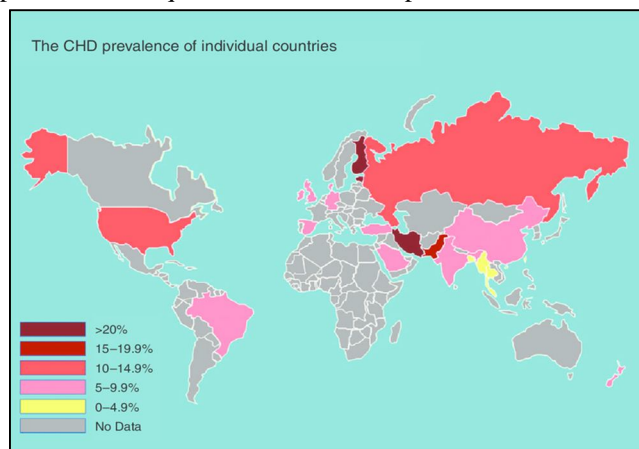 The CHD prevalence of individual countries
>20%
15–19.9%
10–14.9%
5–9.9%
0–4.9%
No Data